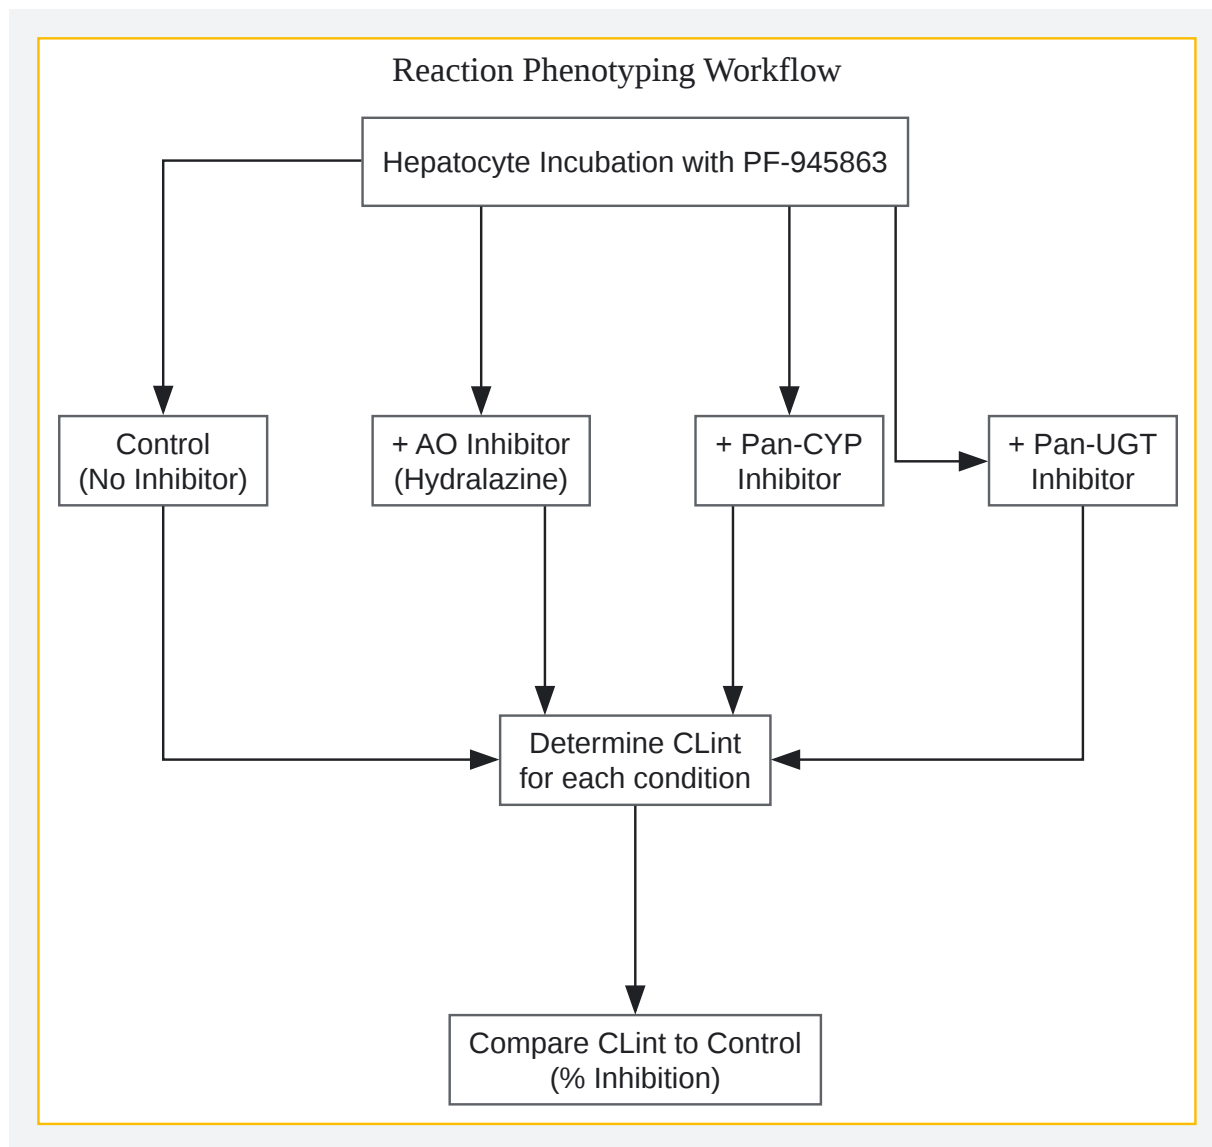 Reaction Phenotyping Workflow
Hepatocyte Incubation with PF-945863
Control
(No Inhibitor)
+ AO Inhibitor
(Hydralazine)
+ Pan-CYP
Inhibitor
+ Pan-UGT
Inhibitor
Determine CLint
for each condition
Compare CLint to Control
(% Inhibition)